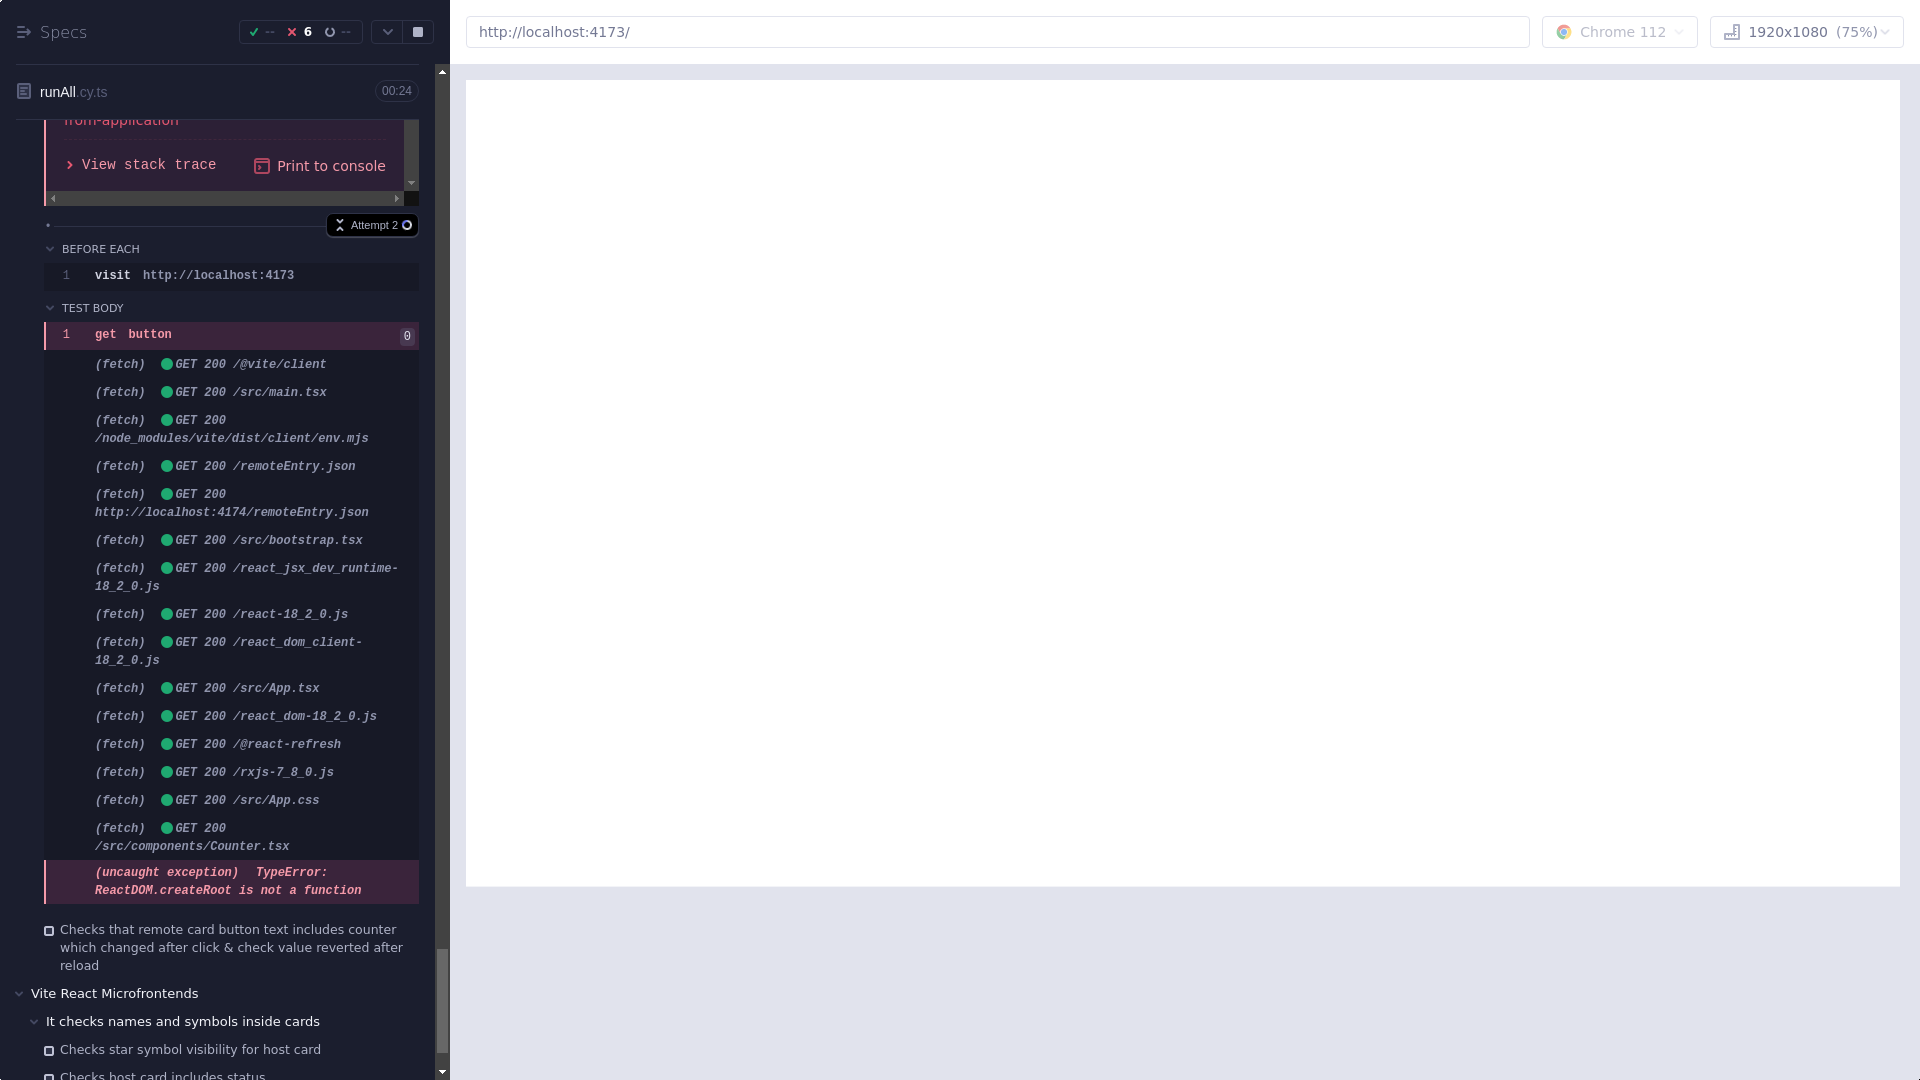 Specs
-- 6 --
http://localhost:4173/
Chrome 112
1920x1080 (75%)
runAll.cy.ts
00:24
from-application
View stack trace
Print to console
Attempt 2
BEFORE EACH
1 visit http://localhost:4173
TEST BODY
1 get button 0
(fetch) GET 200 /@vite/client
(fetch) GET 200 /src/main.tsx
(fetch) GET 200
/node_modules/vite/dist/client/env.mjs
(fetch) GET 200 /remoteEntry.json
(fetch) GET 200
http://localhost:4174/remoteEntry.json
(fetch) GET 200 /src/bootstrap.tsx
(fetch) GET 200 /react_jsx_dev_runtime-
18_2_0.js
(fetch) GET 200 /react-18_2_0.js
(fetch) GET 200 /react_dom_client-
18_2_0.js
(fetch) GET 200 /src/App.tsx
(fetch) GET 200 /react_dom-18_2_0.js
(fetch) GET 200 /@react-refresh
(fetch) GET 200 /rxjs-7_8_0.js
(fetch) GET 200 /src/App.css
(fetch) GET 200
/src/components/Counter.tsx
(uncaught exception) TypeError:
ReactDOM.createRoot is not a function
Checks that remote card button text includes counter
which changed after click & check value reverted after
reload
Vite React Microfrontends
It checks names and symbols inside cards
Checks star symbol visibility for host card
Checks host card includes status